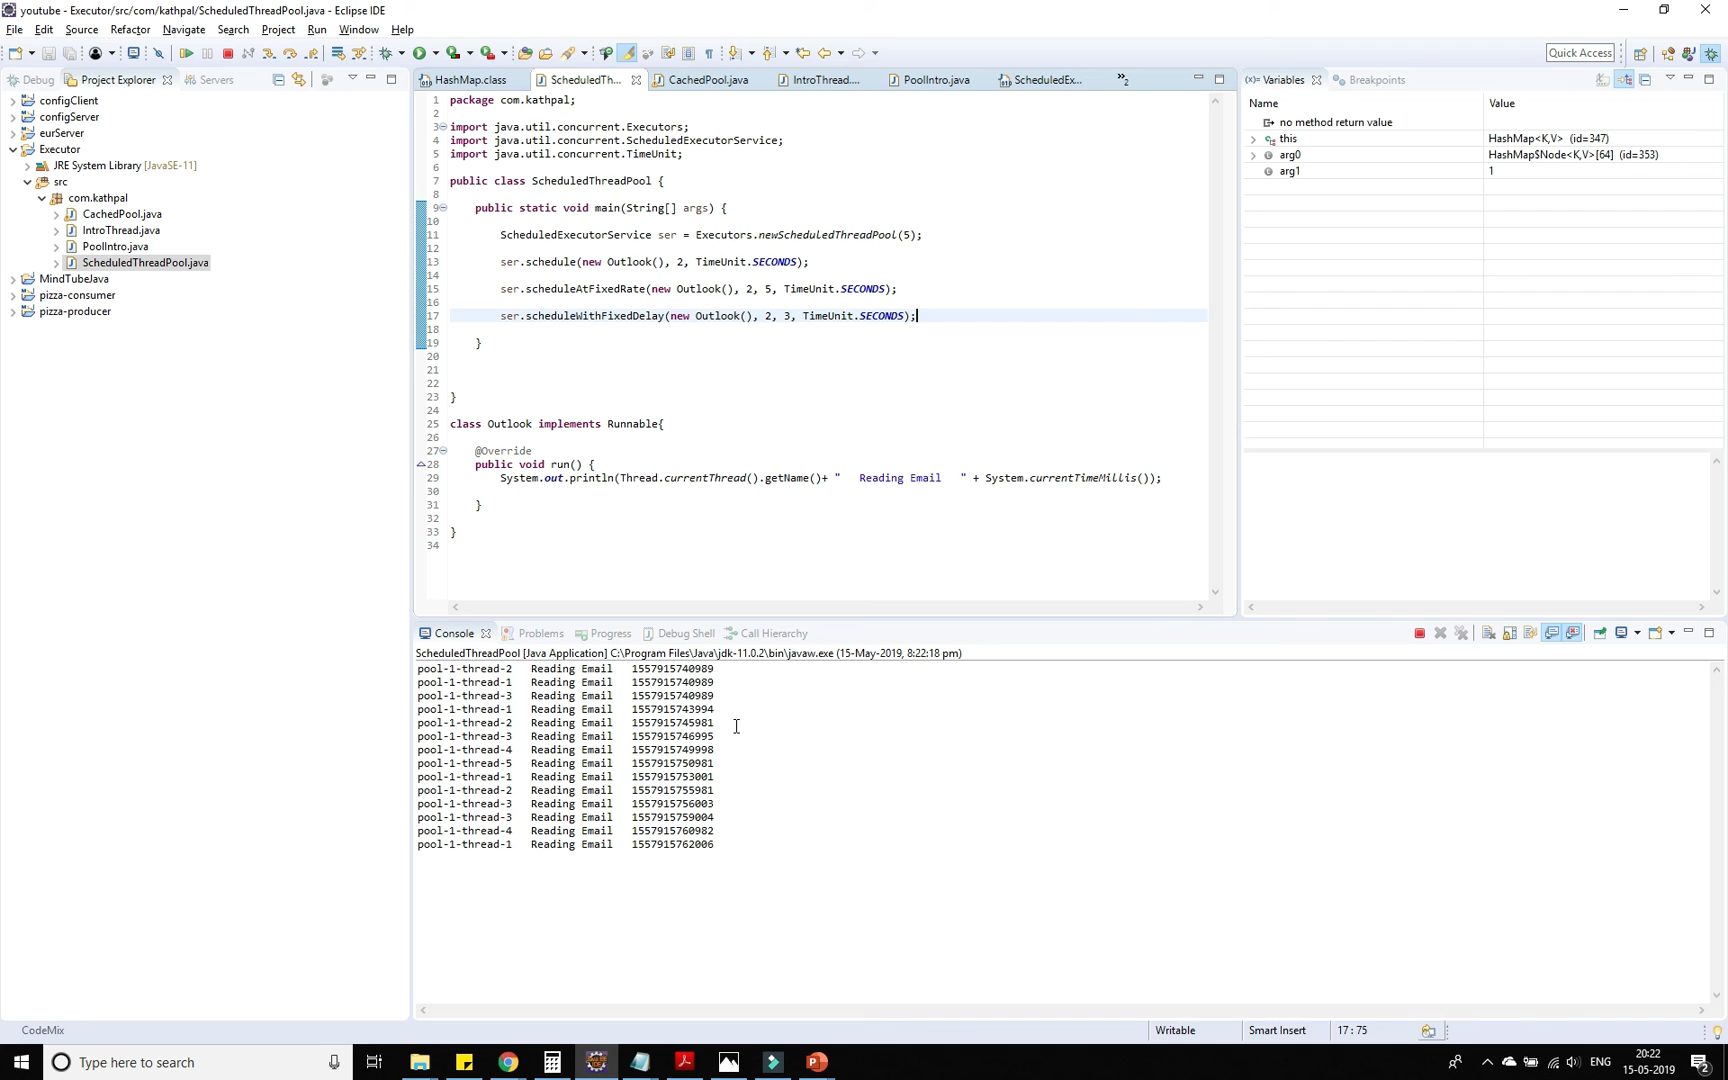 youtube - Executor/src/com/kathpal/ScheduledThreadPool.java - Eclipse IDE
File Edit Source Refactor Navigate Search Project Run Window Help
Quick Access
Debug Project Explorer Servers
configClient
configServer
eurServer
Executor
JRE System Library [JavaSE-11]
src
com.kathpal
CachedPool.java
IntroThread.java
PoolIntro.java
ScheduledThreadPool.java
MindTubeJava
pizza-consumer
pizza-producer
HashMap.class ScheduledTh... CachedPool.java IntroThread.... PoolIntro.java ScheduledEx... »2
1 package com.kathpal;
2
3 import java.util.concurrent.Executors;
4 import java.util.concurrent.ScheduledExecutorService;
5 import java.util.concurrent.TimeUnit;
6
7 public class ScheduledThreadPool {
8
9 public static void main(String[] args) {
10
11 ScheduledExecutorService ser = Executors.newScheduledThreadPool(5);
12
13 ser.schedule(new Outlook(), 2, TimeUnit.SECONDS);
14
15 ser.scheduleAtFixedRate(new Outlook(), 2, 5, TimeUnit.SECONDS);
16
17 ser.scheduleWithFixedDelay(new Outlook(), 2, 3, TimeUnit.SECONDS);
18
19 }
20
21
22
23 }
24
25 class Outlook implements Runnable{
26
27 @Override
28 public void run() {
29 System.out.println(Thread.currentThread().getName()+ "   Reading Email   " + System.currentTimeMillis());
30
31 }
32
33 }
34
(x)= Variables Breakpoints
Name Value
no method return value
this HashMap<K,V> (id=347)
arg0 HashMap$Node<K,V>[64] (id=353)
arg1 1
Console Problems Progress Debug Shell Call Hierarchy
ScheduledThreadPool [Java Application] C:\Program Files\Java\jdk-11.0.2\bin\javaw.exe (15-May-2019, 8:22:18 pm)
pool-1-thread-2   Reading Email   1557915740989
pool-1-thread-1   Reading Email   1557915740989
pool-1-thread-3   Reading Email   1557915740989
pool-1-thread-1   Reading Email   1557915743994
pool-1-thread-2   Reading Email   1557915745981
pool-1-thread-3   Reading Email   1557915746995
pool-1-thread-4   Reading Email   1557915749998
pool-1-thread-5   Reading Email   1557915750981
pool-1-thread-1   Reading Email   1557915753001
pool-1-thread-2   Reading Email   1557915755981
pool-1-thread-3   Reading Email   1557915756003
pool-1-thread-3   Reading Email   1557915759004
pool-1-thread-4   Reading Email   1557915760982
pool-1-thread-1   Reading Email   1557915762006
CodeMix Writable Smart Insert 17 : 75
Type here to search
ENG 20:22
15-05-2019
2